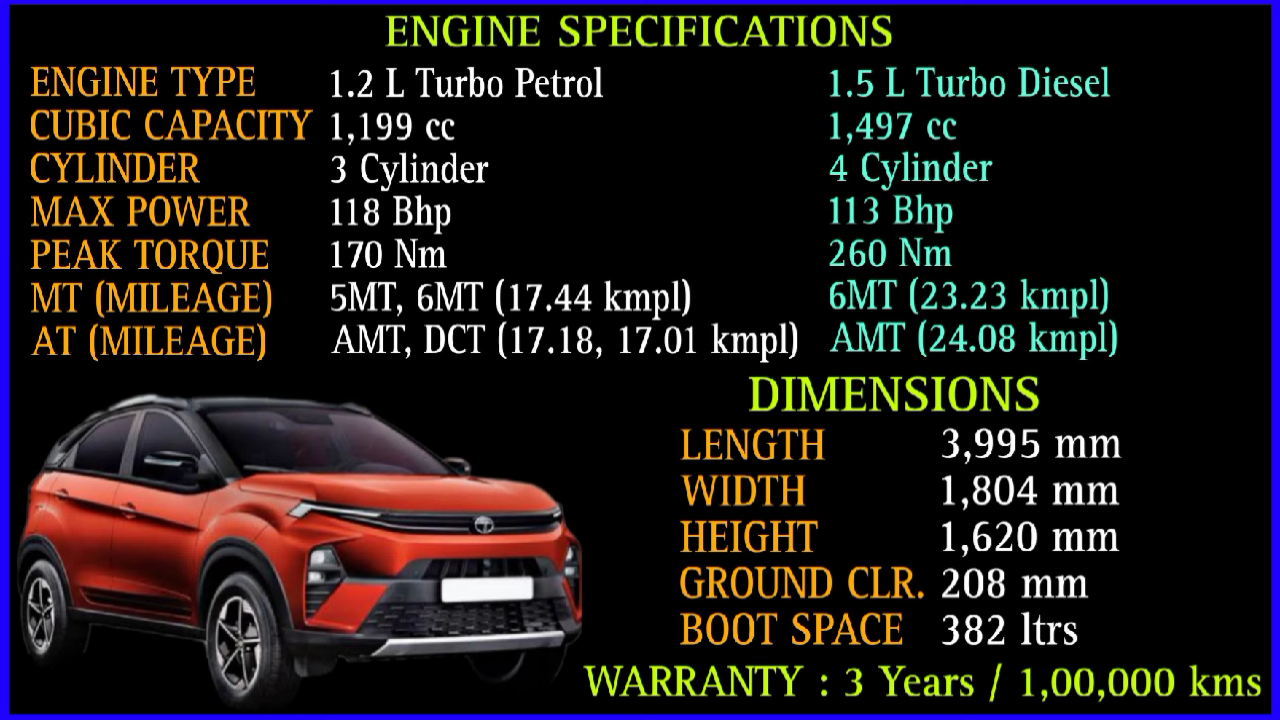 ENGINE SPECIFICATIONS
ENGINE TYPE 1.2 L Turbo Petrol 1.5 L Turbo Diesel
CUBIC CAPACITY 1,199 cc 1,497 cc
CYLINDER 3 Cylinder 4 Cylinder
MAX POWER 118 Bhp 113 Bhp
PEAK TORQUE 170 Nm 260 Nm
MT (MILEAGE) 5MT, 6MT (17.44 kmpl) 6MT (23.23 kmpl)
AT (MILEAGE) AMT, DCT (17.18, 17.01 kmpl) AMT (24.08 kmpl)
DIMENSIONS
LENGTH 3,995 mm
WIDTH 1,804 mm
HEIGHT 1,620 mm
GROUND CLR. 208 mm
BOOT SPACE 382 ltrs
WARRANTY : 3 Years / 1,00,000 kms